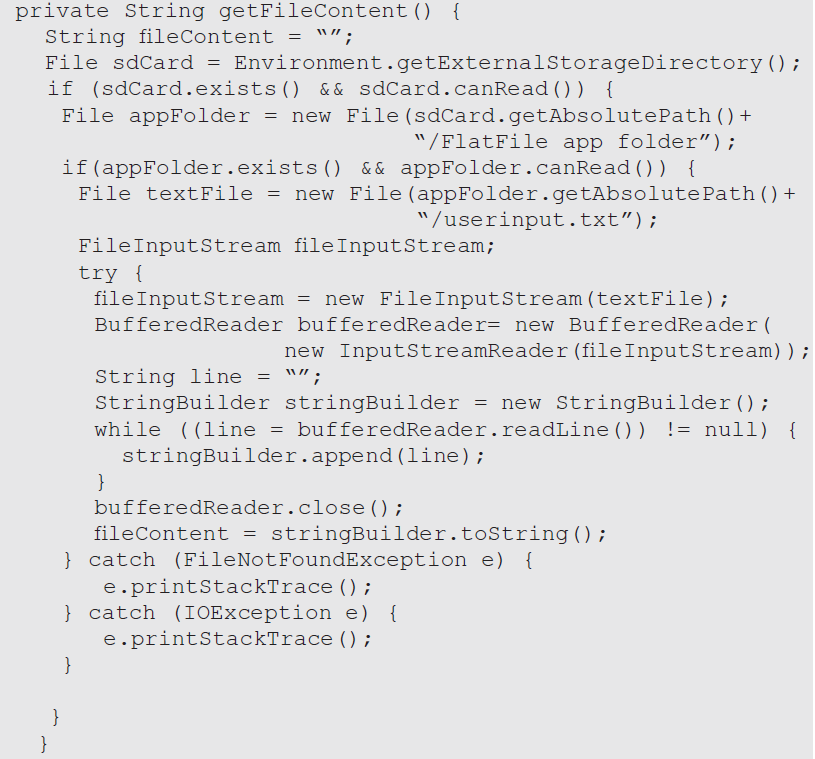 private String getFileContent() {
String fileContent = “”;
File sdCard = Environment.getExternalStorageDirectory();
if (sdCard.exists() && sdCard.canRead()) {
File appFolder = new File(sdCard.getAbsolutePath()+
“/FlatFile app folder”);
if(appFolder.exists() && appFolder.canRead()) {
File textFile = new File(appFolder.getAbsolutePath()+
“/userinput.txt”);
FileInputStream fileInputStream;
try {
fileInputStream = new FileInputStream(textFile);
BufferedReader bufferedReader= new BufferedReader(
new InputStreamReader(fileInputStream));
String line = “”;
StringBuilder stringBuilder = new StringBuilder();
while ((line = bufferedReader.readLine()) != null) {
stringBuilder.append(line);
}
bufferedReader.close();
fileContent = stringBuilder.toString();
} catch (FileNotFoundException e) {
e.printStackTrace();
} catch (IOException e) {
e.printStackTrace();
}
}
}